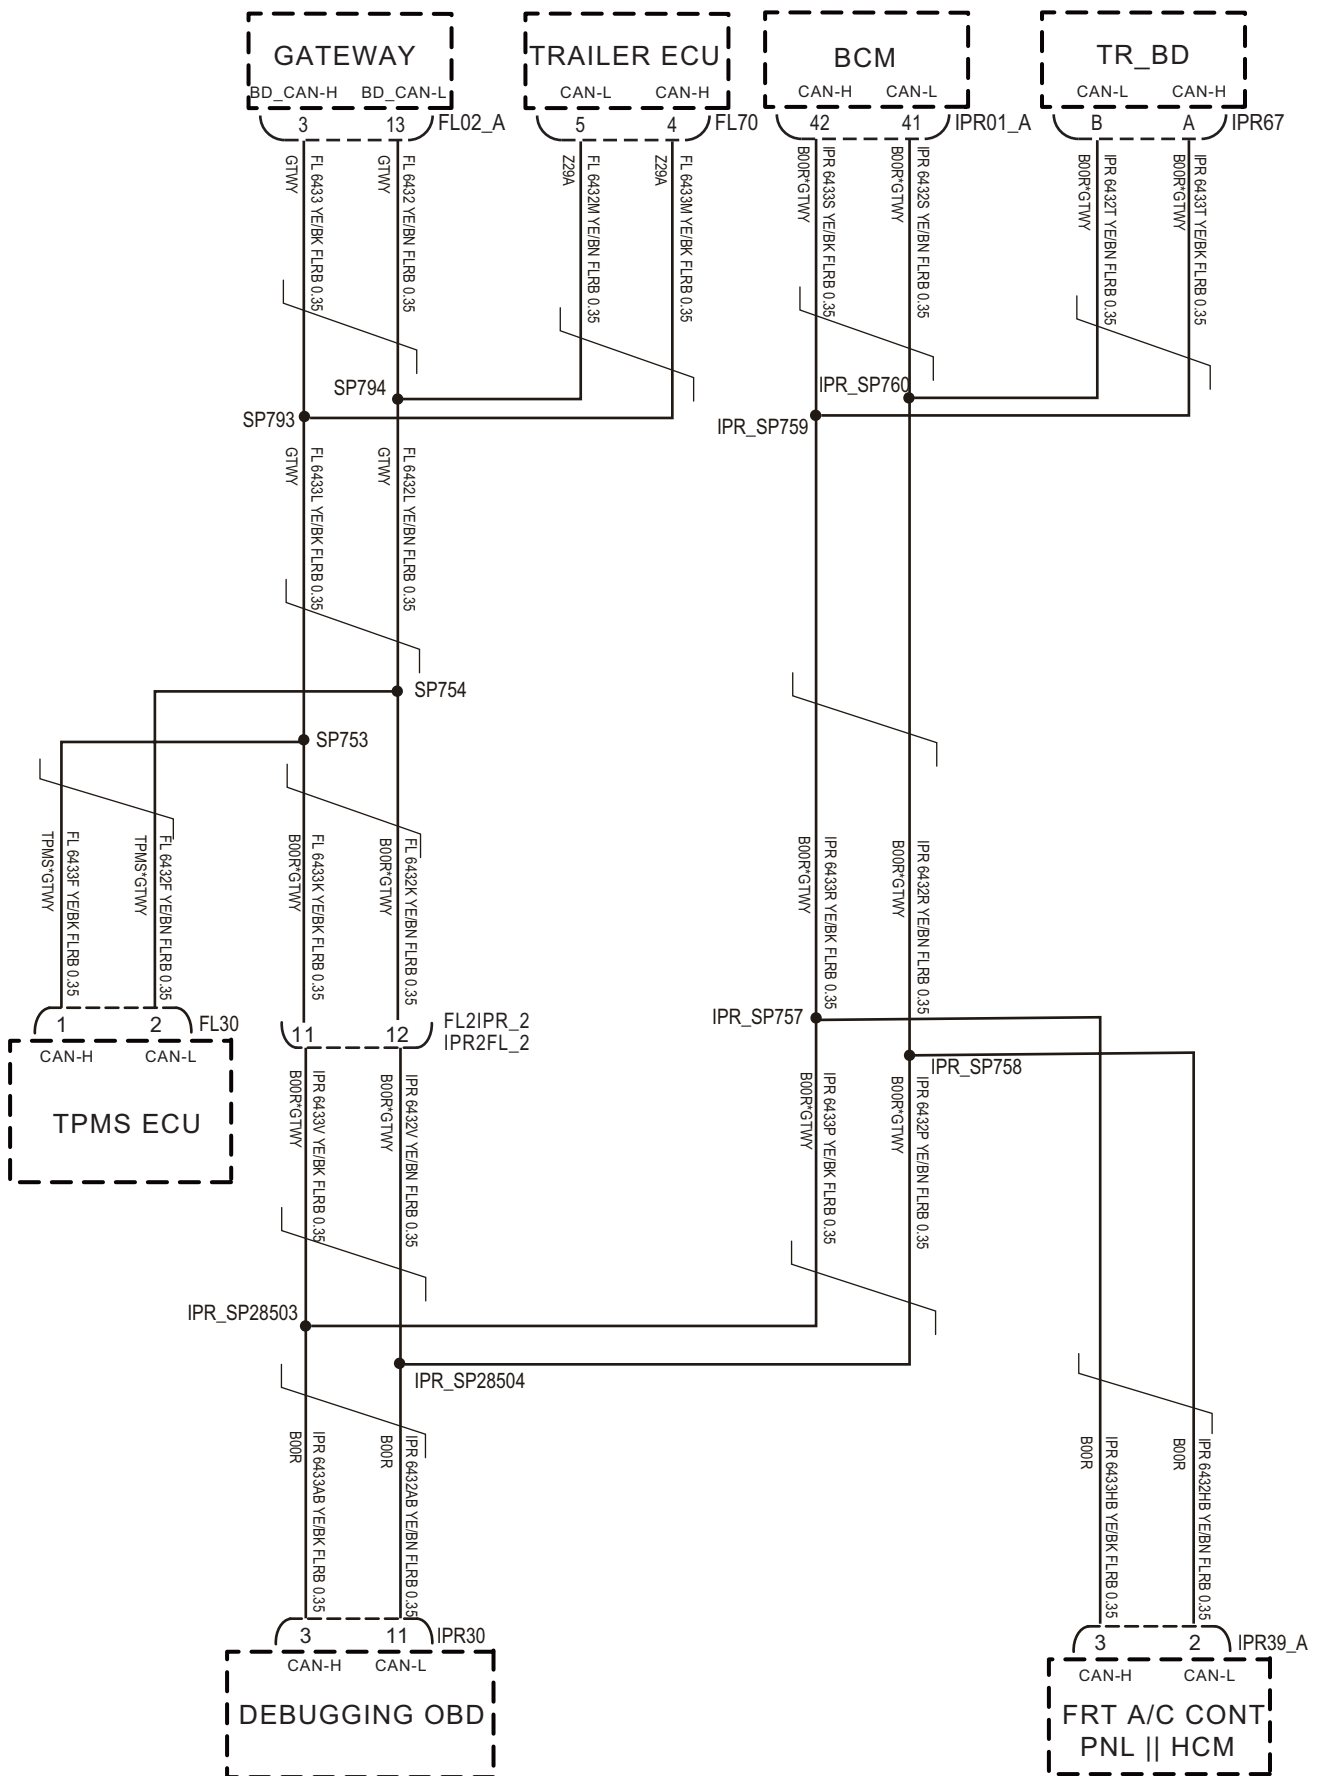 GATEWAY
BD_CAN-H BD_CAN-L
3 13 FL02_A
TRAILER ECU
CAN-L CAN-H
5 4 FL70
BCM
CAN-H CAN-L
42 41 IPR01_A
TR_BD
CAN-L CAN-H
B A IPR67
GTWY
FL 6433 YE/BK FLRB 0.35
GTWY
FL 6432 YE/BN FLRB 0.35
Z29A
FL 6432M YE/BN FLRB 0.35
Z29A
FL 6433M YE/BK FLRB 0.35
B00R*GTWY
IPR 6433S YE/BK FLRB 0.35
B00R*GTWY
IPR 6432S YE/BN FLRB 0.35
B00R*GTWY
IPR 6432T YE/BN FLRB 0.35
B00R*GTWY
IPR 6433T YE/BK FLRB 0.35
SP794
SP793
IPR_SP760
IPR_SP759
GTWY
FL 6433L YE/BK FLRB 0.35
GTWY
FL 6432L YE/BN FLRB 0.35
SP754
SP753
TPMS*GTWY
FL 6433F YE/BK FLRB 0.35
TPMS*GTWY
FL 6432F YE/BN FLRB 0.35
B00R*GTWY
FL 6433K YE/BK FLRB 0.35
B00R*GTWY
FL 6432K YE/BN FLRB 0.35
B00R*GTWY
IPR 6433R YE/BK FLRB 0.35
B00R*GTWY
IPR 6432R YE/BN FLRB 0.35
1 2 FL30
CAN-H CAN-L
TPMS ECU
11 12 FL2IPR_2
IPR2FL_2
IPR_SP757
IPR_SP758
B00R*GTWY
IPR 6433V YE/BK FLRB 0.35
B00R*GTWY
IPR 6432V YE/BN FLRB 0.35
B00R*GTWY
IPR 6433P YE/BK FLRB 0.35
B00R*GTWY
IPR 6432P YE/BN FLRB 0.35
IPR_SP28503
IPR_SP28504
B00R
IPR 6433AB YE/BK FLRB 0.35
B00R
IPR 6432AB YE/BN FLRB 0.35
B00R
IPR 6433HB YE/BK FLRB 0.35
B00R
IPR 6432HB YE/BN FLRB 0.35
3 11 IPR30
CAN-H CAN-L
DEBUGGING OBD
3 2 IPR39_A
CAN-H CAN-L
FRT A/C CONT
PNL || HCM